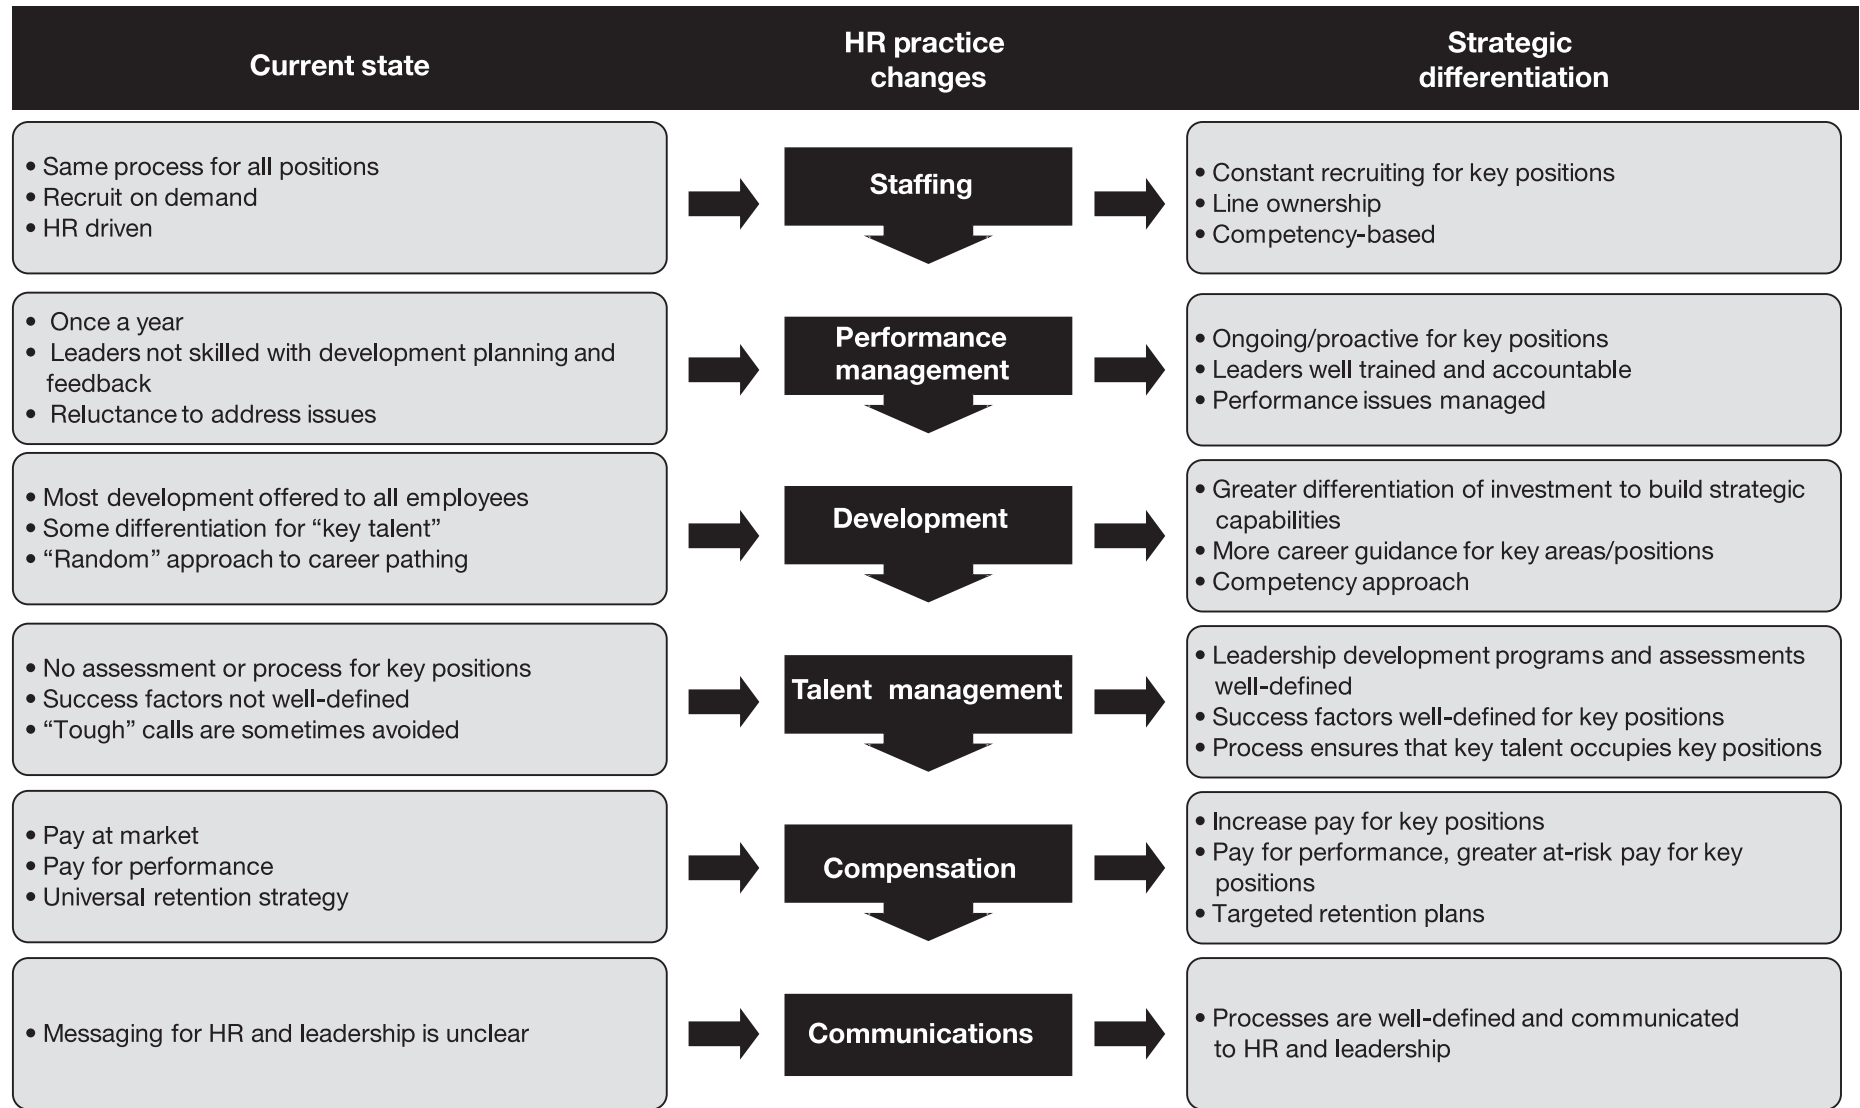 Current state
HR practice
changes
Strategic
differentiation
• Same process for all positions
• Recruit on demand
• HR driven
Staffing
• Constant recruiting for key positions
• Line ownership
• Competency-based
• Once a year
• Leaders not skilled with development planning and
feedback
• Reluctance to address issues
Performance
management
• Ongoing/proactive for key positions
• Leaders well trained and accountable
• Performance issues managed
• Most development offered to all employees
• Some differentiation for “key talent”
• “Random” approach to career pathing
Development
• Greater differentiation of investment to build strategic
capabilities
• More career guidance for key areas/positions
• Competency approach
• No assessment or process for key positions
• Success factors not well-defined
• “Tough” calls are sometimes avoided
Talent management
• Leadership development programs and assessments
well-defined
• Success factors well-defined for key positions
• Process ensures that key talent occupies key positions
• Pay at market
• Pay for performance
• Universal retention strategy
Compensation
• Increase pay for key positions
• Pay for performance, greater at-risk pay for key
positions
• Targeted retention plans
• Messaging for HR and leadership is unclear
Communications
• Processes are well-defined and communicated
to HR and leadership